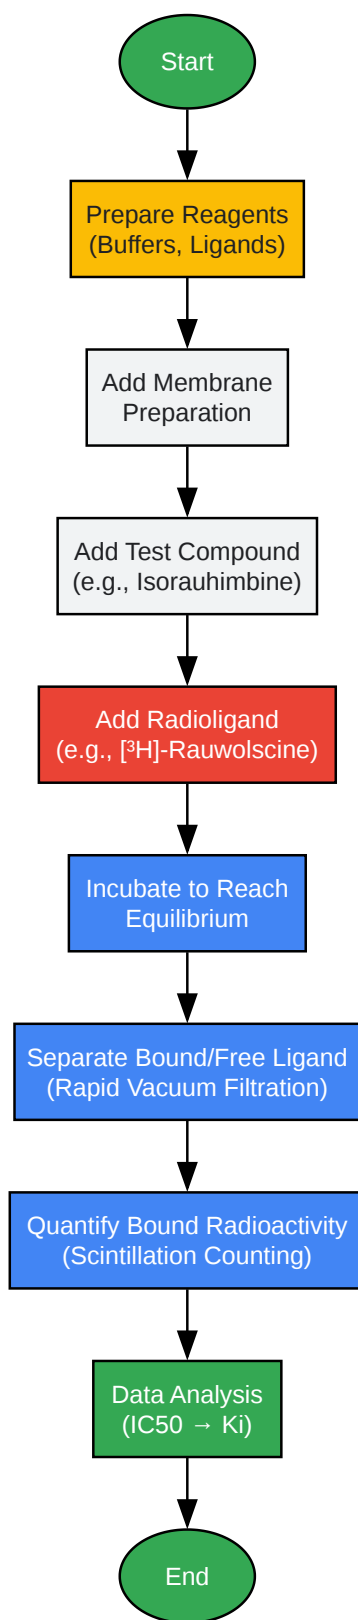 Start
Prepare Reagents
(Buffers, Ligands)
Add Membrane
Preparation
Add Test Compound
(e.g., Isorauhimbine)
Add Radioligand
(e.g., [³H]-Rauwolscine)
Incubate to Reach
Equilibrium
Separate Bound/Free Ligand
(Rapid Vacuum Filtration)
Quantify Bound Radioactivity
(Scintillation Counting)
Data Analysis
(IC50 → Ki)
End